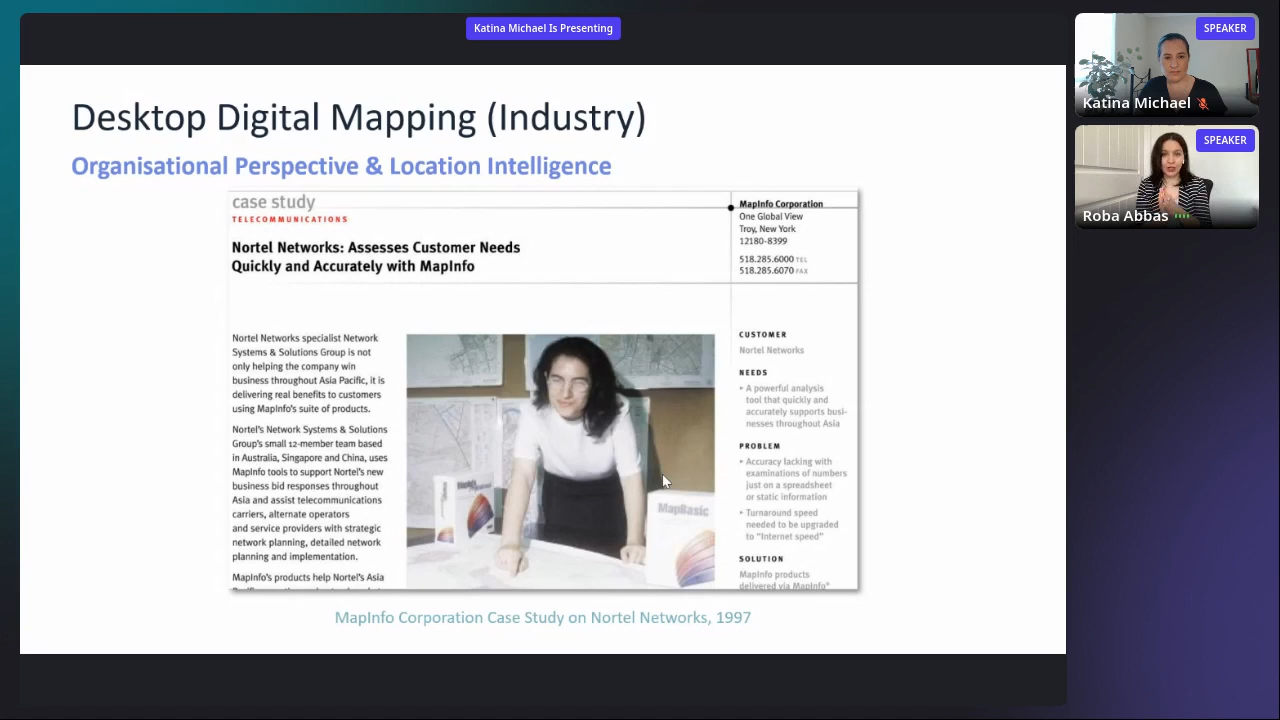 Katina Michael Is Presenting
Desktop Digital Mapping (Industry)
Organisational Perspective & Location Intelligence
case study
TELECOMMUNICATIONS
Nortel Networks: Assesses Customer Needs
Quickly and Accurately with MapInfo
MapInfo Corporation
One Global View
Troy, New York
12180-8399
518.285.6000 TEL
518.285.6070 FAX
Nortel Networks specialist Network
Systems & Solutions Group is not
only helping the company win
business throughout Asia Pacific, it is
delivering real benefits to customers
using MapInfo's suite of products.
Nortel's Network Systems & Solutions
Group's small 12-member team based
in Australia, Singapore and China, uses
MapInfo tools to support Nortel's new
business bid responses throughout
Asia and assist telecommunications
carriers, alternate operators
and service providers with strategic
network planning, detailed network
planning and implementation.
MapInfo's products help Nortel's Asia
MapBasic
CUSTOMER
Nortel Networks
NEEDS
• A powerful analysis
tool that quickly and
accurately supports busi-
nesses throughout Asia
PROBLEM
• Accuracy lacking with
examinations of numbers
just on a spreadsheet
or static information
• Turnaround speed
needed to be upgraded
to "Internet speed"
SOLUTION
MapInfo products
delivered via MapInfo®
MapInfo Corporation Case Study on Nortel Networks, 1997
SPEAKER
Katina Michael
SPEAKER
Roba Abbas